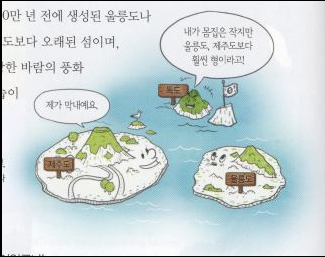 0만 년 전에 생성된 울릉도나
도보다 오래된 섬이며,
한 바람의 풍화
내가 몸집은 작지만
울릉도, 제주도보다
훨씬 형이라고!
독도
제가 막내예요.
제주도
울릉도